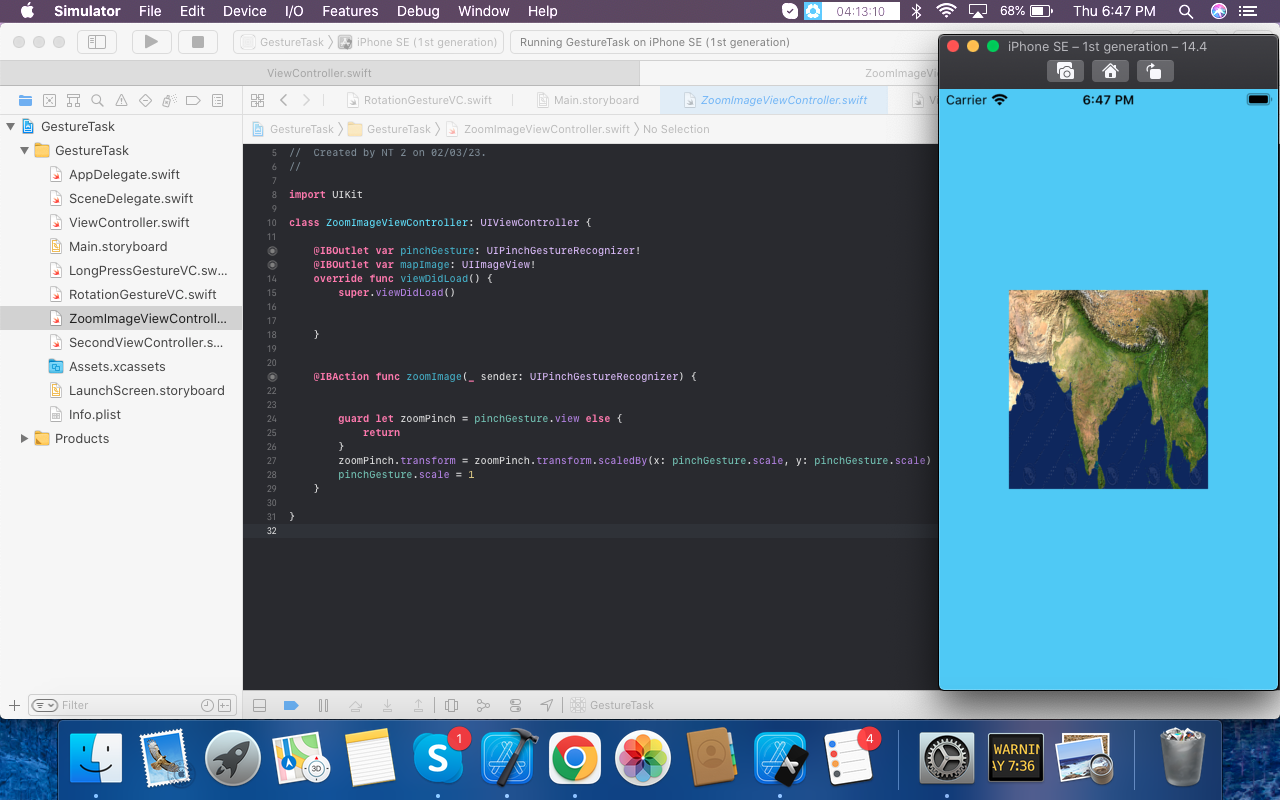 Simulator File Edit Device I/O Features Debug Window Help 04:13:10 68% Thu 6:47 PM
GestureTask iPhone SE (1st generation) Running GestureTask on iPhone SE (1st generation)
ViewController.swift ZoomImageVi
RotationGestureVC.swift Main.storyboard ZoomImageViewController.swift
GestureTask GestureTask ZoomImageViewController.swift No Selection
GestureTask
GestureTask
AppDelegate.swift
SceneDelegate.swift
ViewController.swift
Main.storyboard
LongPressGestureVC.sw...
RotationGestureVC.swift
ZoomImageViewControll...
SecondViewController.s...
Assets.xcassets
LaunchScreen.storyboard
Info.plist
Products
Filter
5 // Created by NT 2 on 02/03/23.
6 //
7
8 import UIKit
9
10 class ZoomImageViewController: UIViewController {
11
@IBOutlet var pinchGesture: UIPinchGestureRecognizer!
@IBOutlet var mapImage: UIImageView!
14 override func viewDidLoad() {
15 super.viewDidLoad()
16
17
18 }
19
20
@IBAction func zoomImage(_ sender: UIPinchGestureRecognizer) {
22
23
24 guard let zoomPinch = pinchGesture.view else {
25 return
26 }
27 zoomPinch.transform = zoomPinch.transform.scaledBy(x: pinchGesture.scale, y: pinchGesture.scale)
28 pinchGesture.scale = 1
29 }
30
31 }
32
GestureTask
iPhone SE – 1st generation – 14.4
Carrier 6:47 PM
1
4
WARNIN
AY 7:36
3D